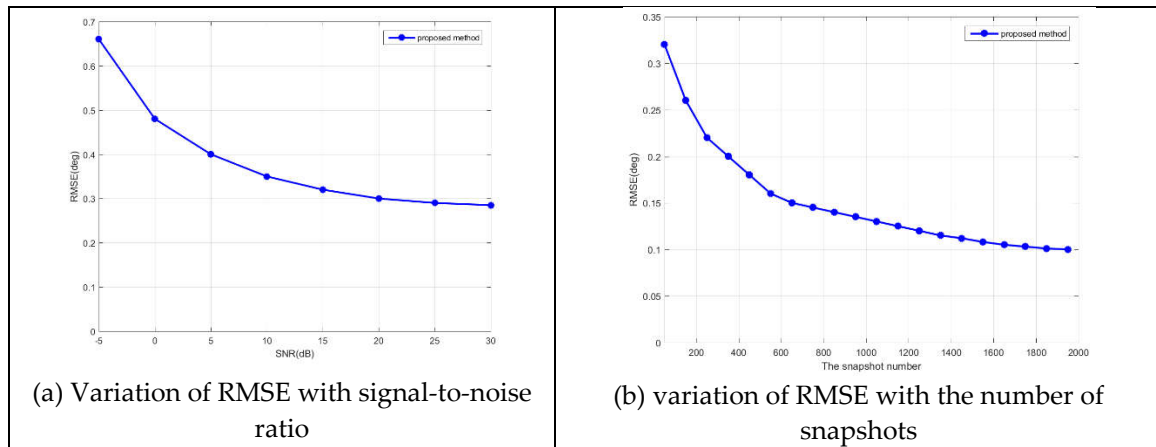 0.7
0.6
0.5
0.4
0.3
0.2
0.1
0
RMSE(deg)
proposed method
-5 0 5 10 15 20 25 30
SNR(dB)
(a) Variation of RMSE with signal-to-noise
ratio
0.35
0.3
0.25
0.2
0.15
0.1
0.05
0
RMSE(deg)
proposed method
200 400 600 800 1000 1200 1400 1600 1800 2000
The snapshot number
(b) variation of RMSE with the number of
snapshots